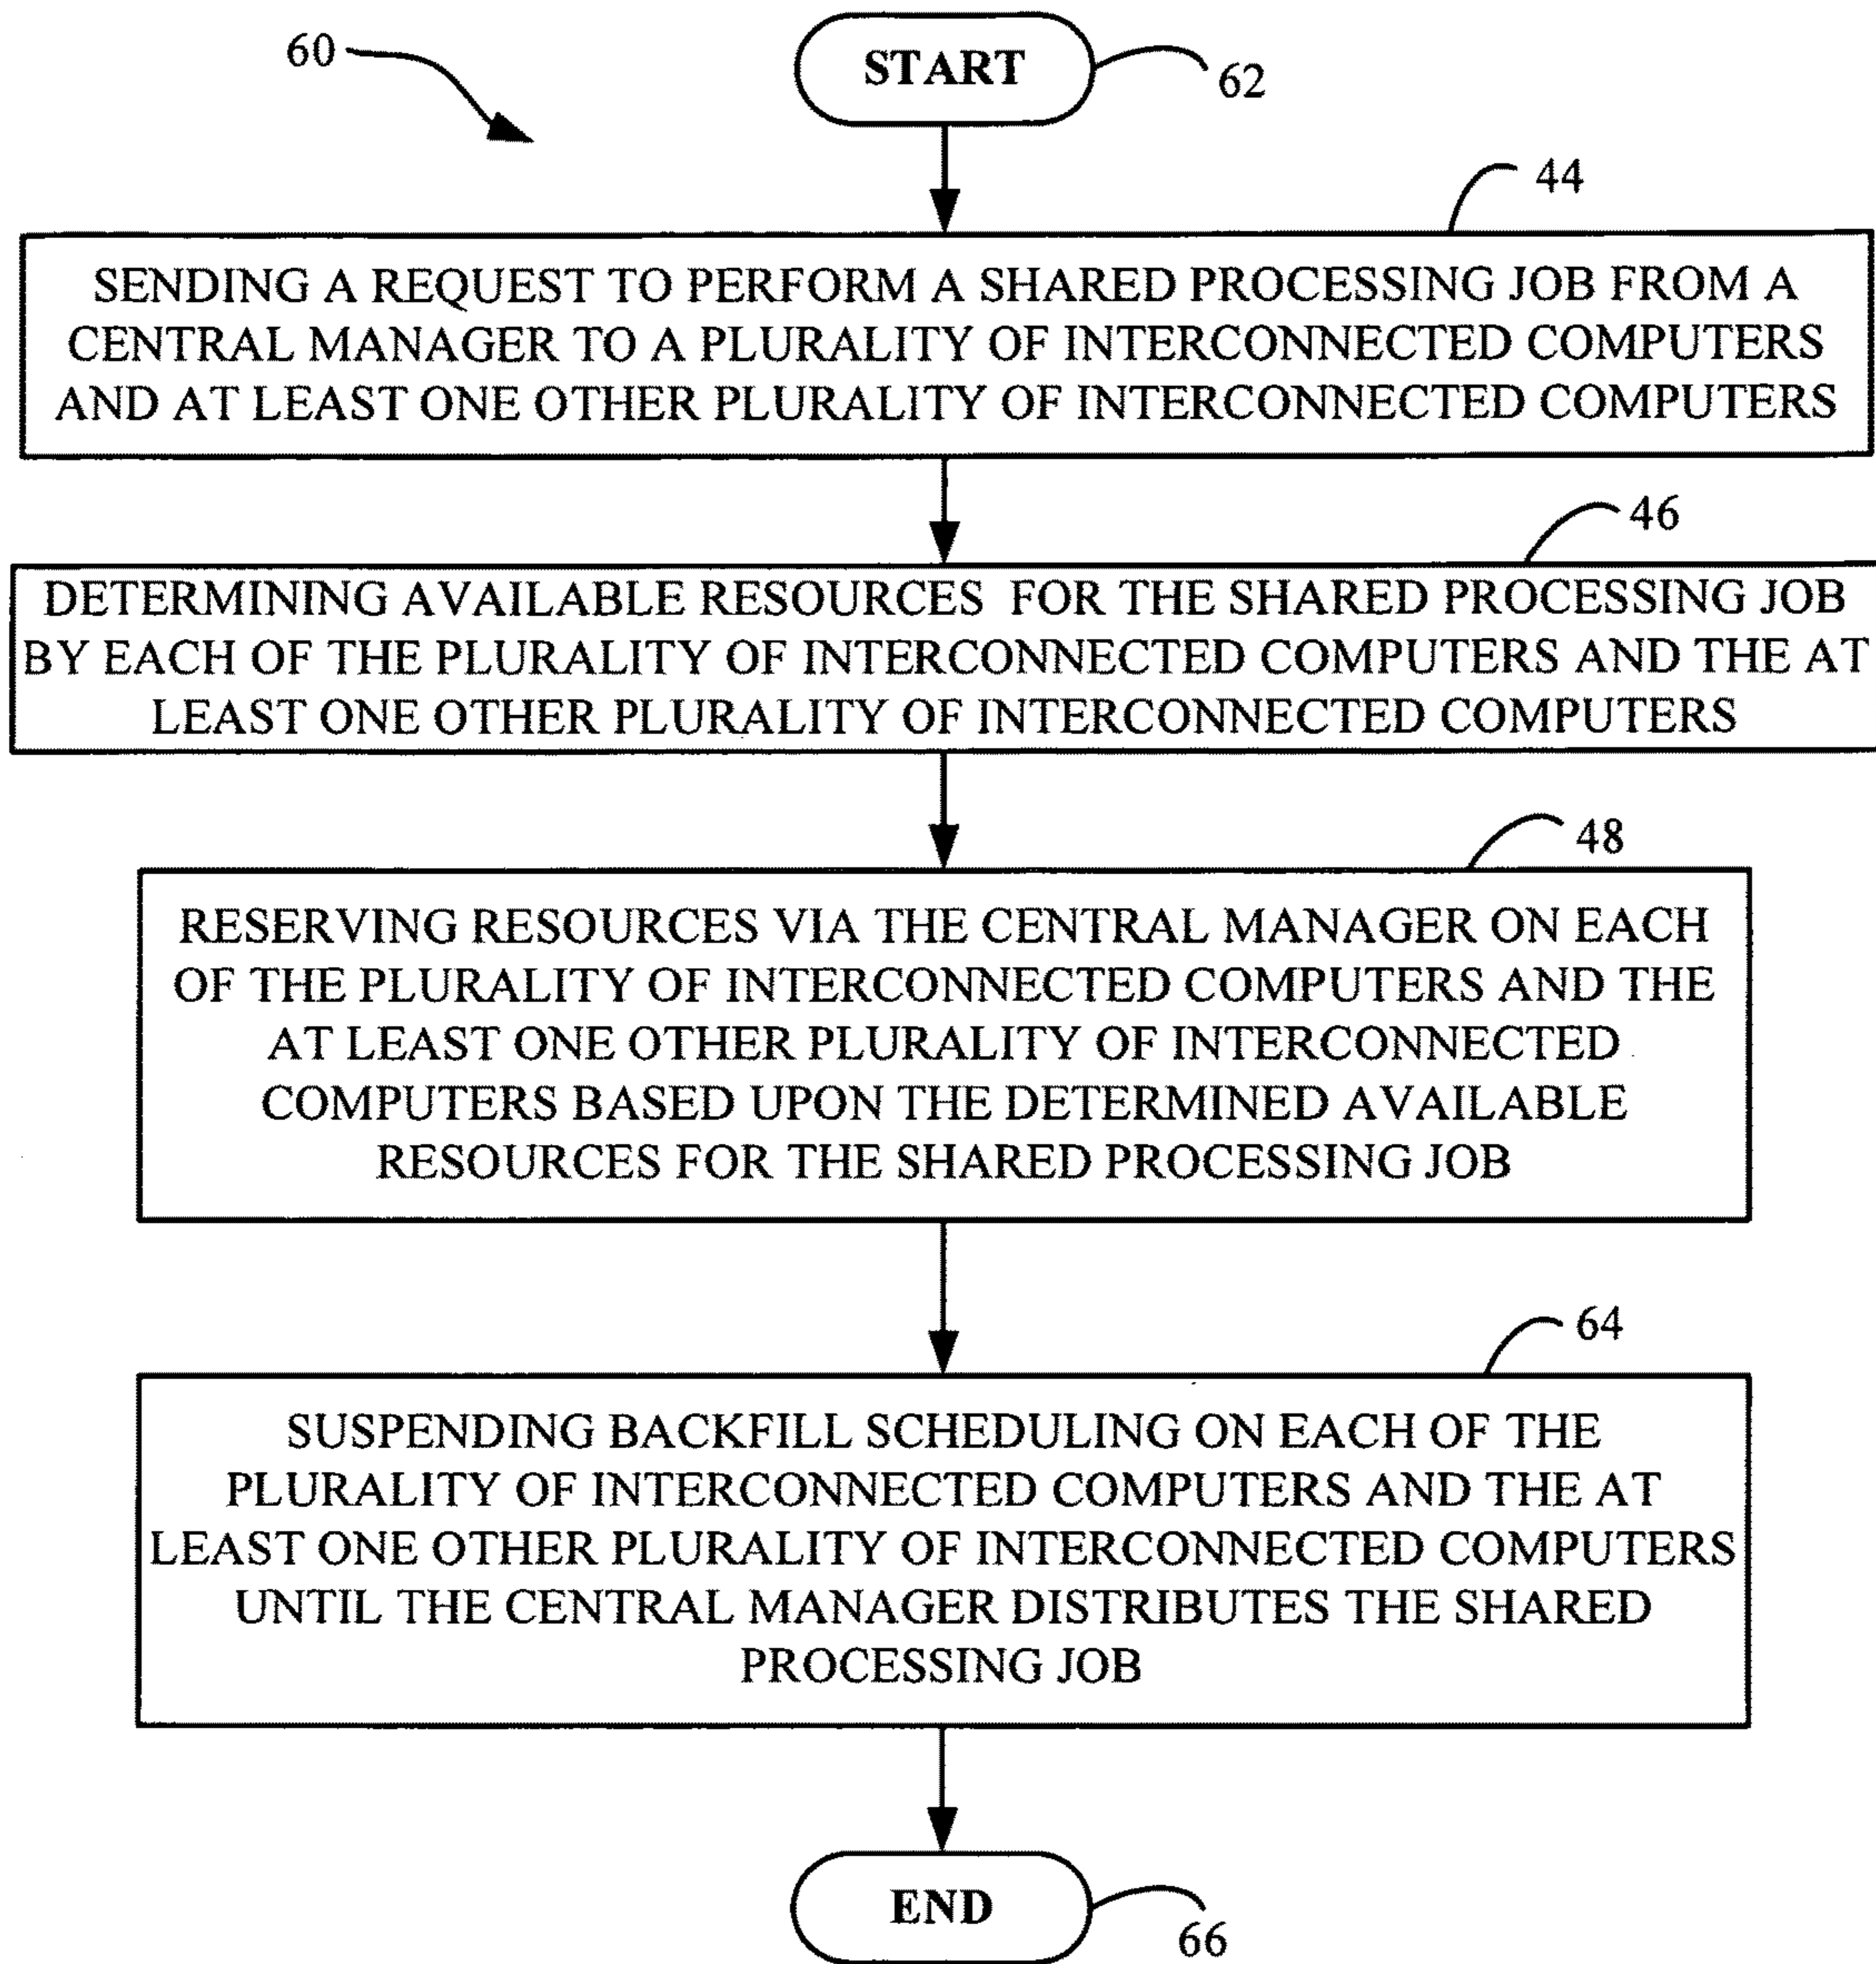 60
START
62
44
SENDING A REQUEST TO PERFORM A SHARED PROCESSING JOB FROM A
CENTRAL MANAGER TO A PLURALITY OF INTERCONNECTED COMPUTERS
AND AT LEAST ONE OTHER PLURALITY OF INTERCONNECTED COMPUTERS
46
DETERMINING AVAILABLE RESOURCES FOR THE SHARED PROCESSING JOB
BY EACH OF THE PLURALITY OF INTERCONNECTED COMPUTERS AND THE AT
LEAST ONE OTHER PLURALITY OF INTERCONNECTED COMPUTERS
48
RESERVING RESOURCES VIA THE CENTRAL MANAGER ON EACH
OF THE PLURALITY OF INTERCONNECTED COMPUTERS AND THE
AT LEAST ONE OTHER PLURALITY OF INTERCONNECTED
COMPUTERS BASED UPON THE DETERMINED AVAILABLE
RESOURCES FOR THE SHARED PROCESSING JOB
64
SUSPENDING BACKFILL SCHEDULING ON EACH OF THE
PLURALITY OF INTERCONNECTED COMPUTERS AND THE AT
LEAST ONE OTHER PLURALITY OF INTERCONNECTED COMPUTERS
UNTIL THE CENTRAL MANAGER DISTRIBUTES THE SHARED
PROCESSING JOB
END
66